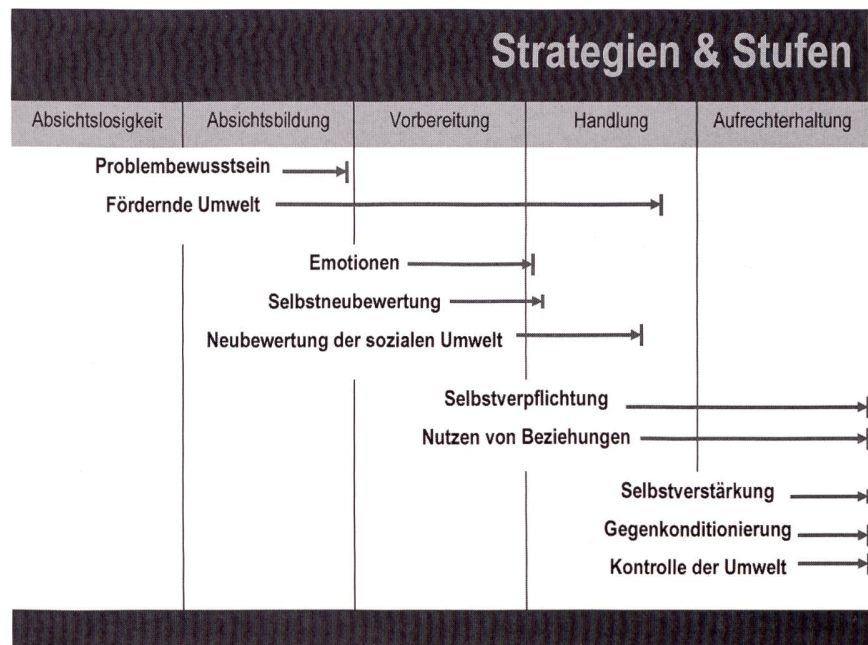 Strategien & Stufen
Absichtslosigkeit Absichtsbildung Vorbereitung Handlung Aufrechterhaltung
Problembewusstsein
Fördernde Umwelt
Emotionen
Selbstneubewertung
Neubewertung der sozialen Umwelt
Selbstverpflichtung
Nutzen von Beziehungen
Selbstverstärkung
Gegenkonditionierung
Kontrolle der Umwelt